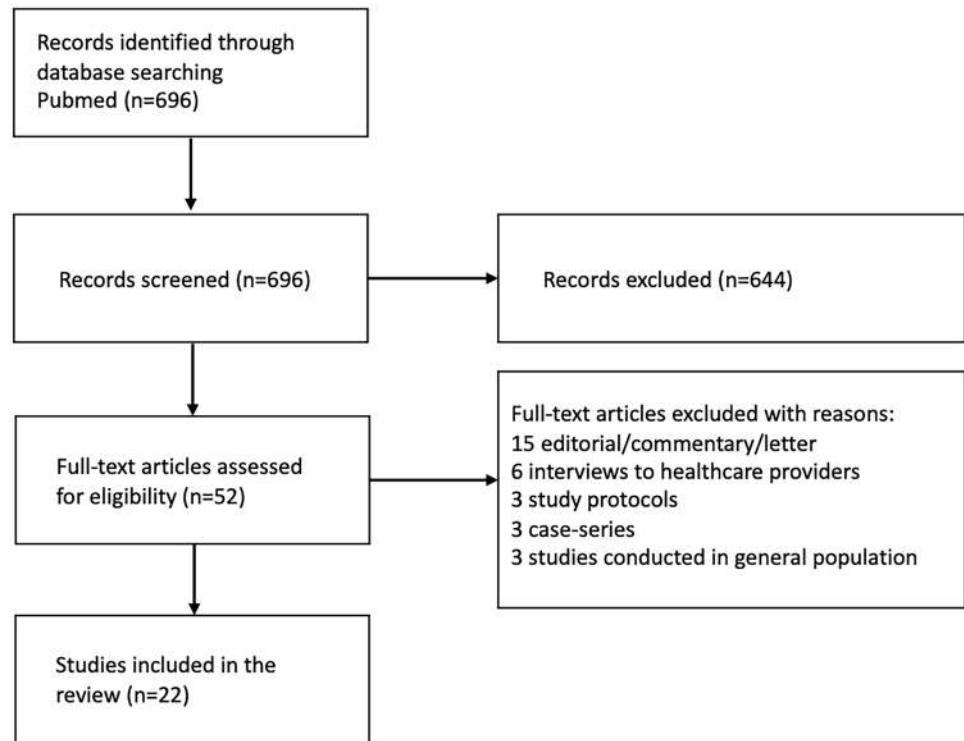 Records identified through
database searching
Pubmed (n=696)
Records screened (n=696)
Records excluded (n=644)
Full-text articles assessed
for eligibility (n=52)
Full-text articles excluded with reasons:
15 editorial/commentary/letter
6 interviews to healthcare providers
3 study protocols
3 case-series
3 studies conducted in general population
Studies included in the
review (n=22)